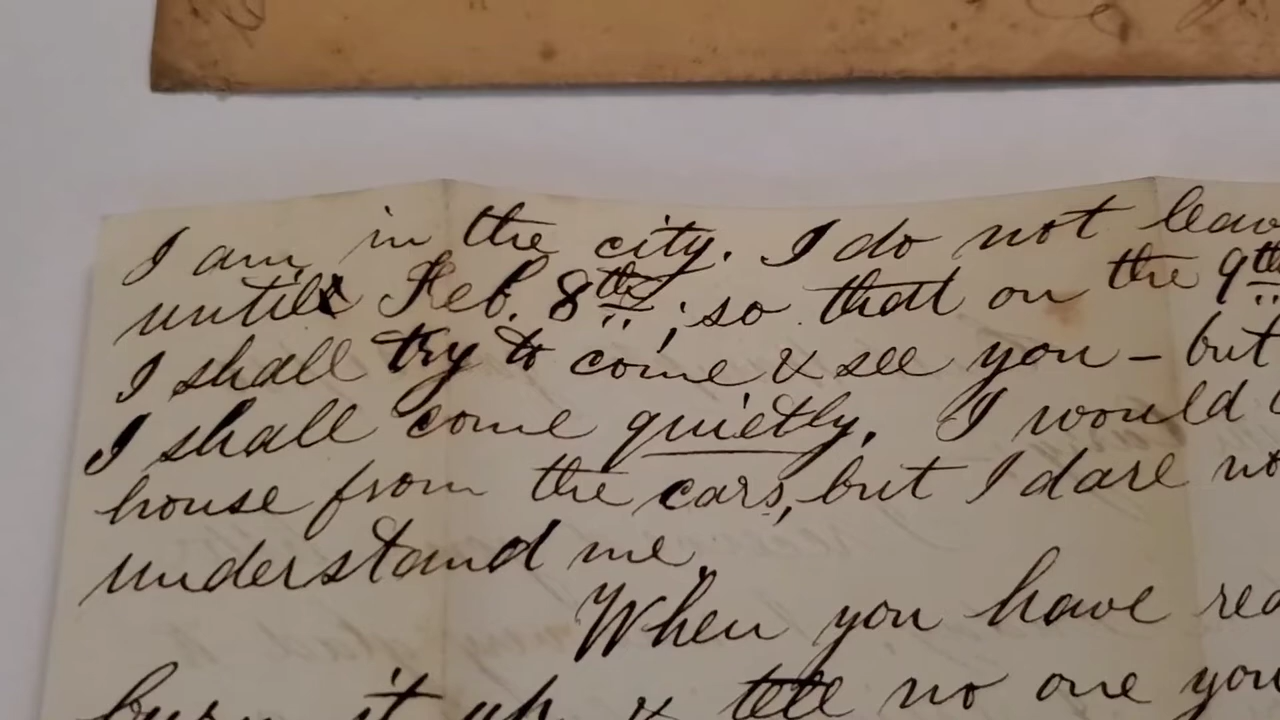 I am in the city. I do not leav
until Feb. 8th; so that on the 9th
I shall try to come & see you – but
I shall come quietly. I would
house from the cars, but I dare no
understand me.
When you have rea
burn it up & tell no one you